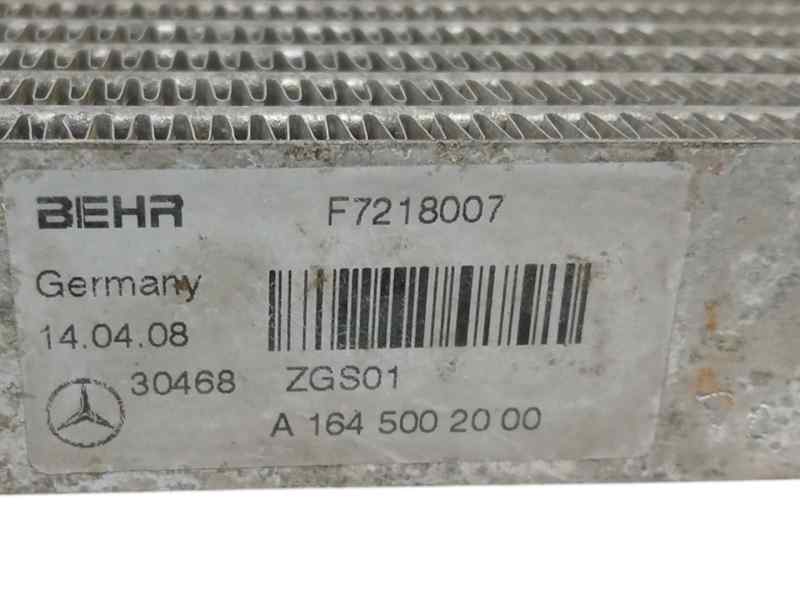 BEHR F7218007
Germany
14.04.08
30468 ZGS01
A 164 500 20 00